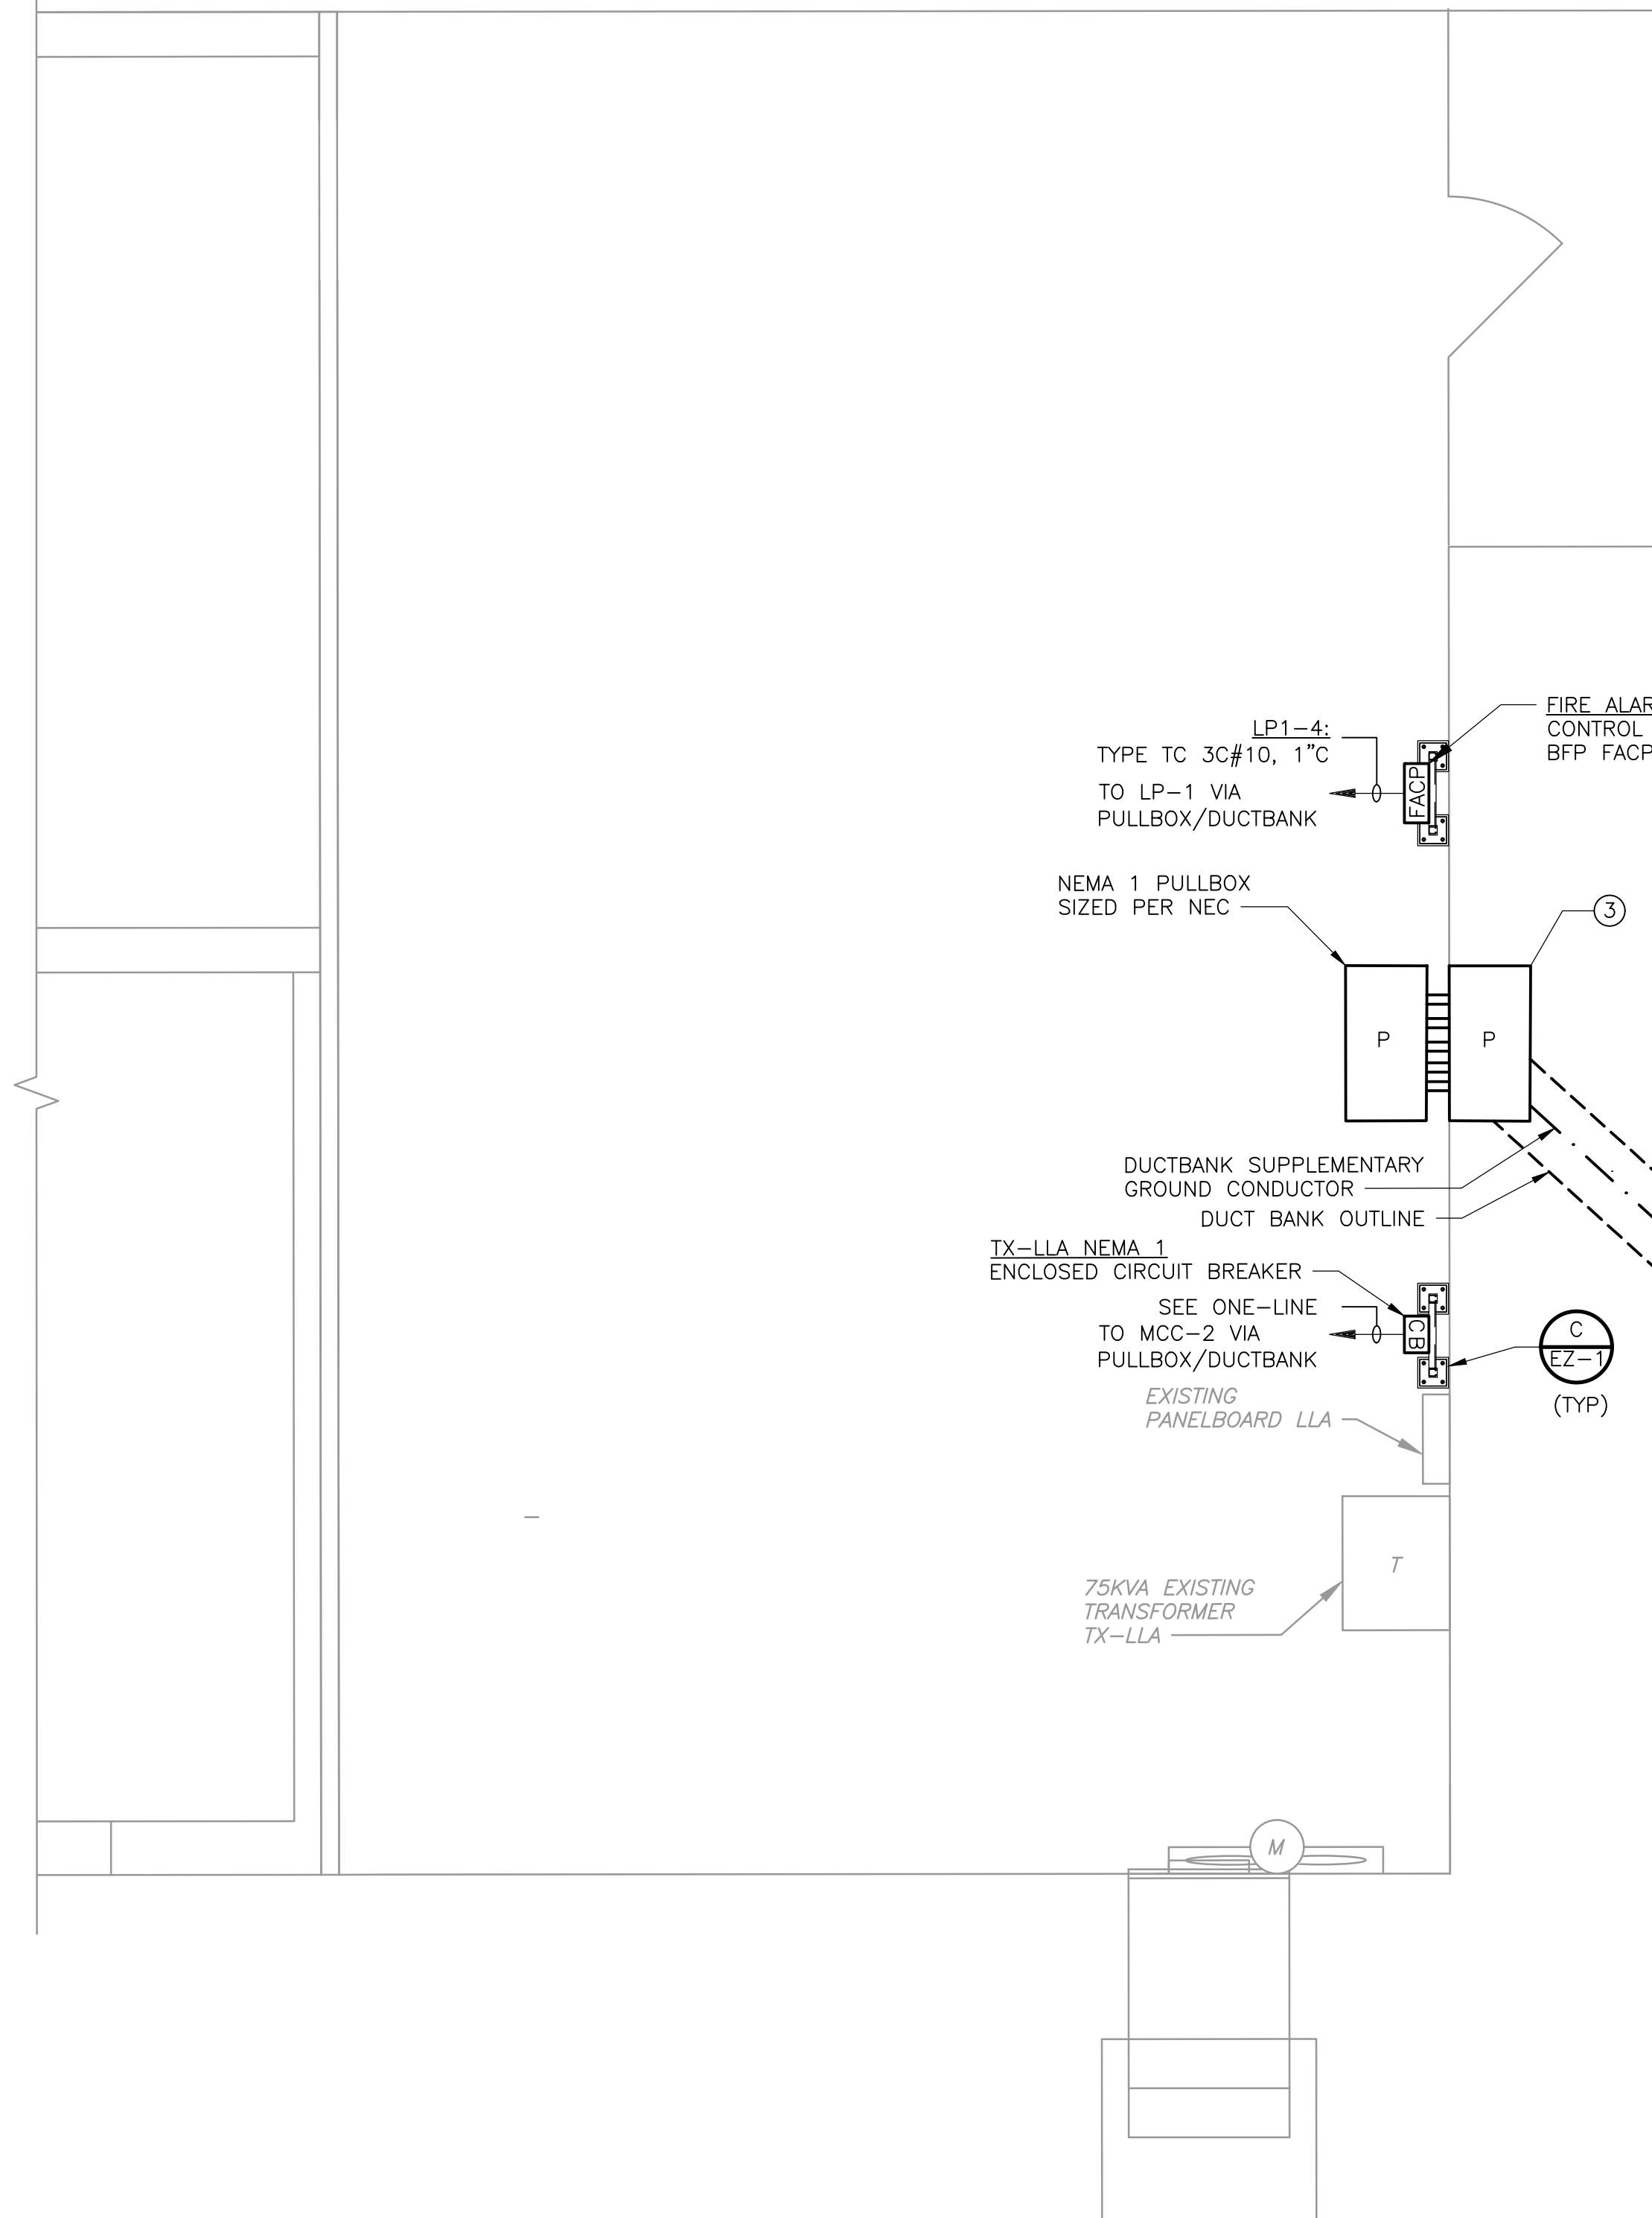 FIRE ALAR
CONTROL
BFP FACP
LP1-4:
TYPE TC 3C#10, 1"C
TO LP-1 VIA
PULLBOX/DUCTBANK
FACP
NEMA 1 PULLBOX
SIZED PER NEC
3
P
P
DUCTBANK SUPPLEMENTARY
GROUND CONDUCTOR
DUCT BANK OUTLINE
TX-LLA NEMA 1
ENCLOSED CIRCUIT BREAKER
SEE ONE-LINE
TO MCC-2 VIA
PULLBOX/DUCTBANK
CB
C
EZ-1
(TYP)
EXISTING
PANELBOARD LLA
T
75KVA EXISTING
TRANSFORMER
TX-LLA
M